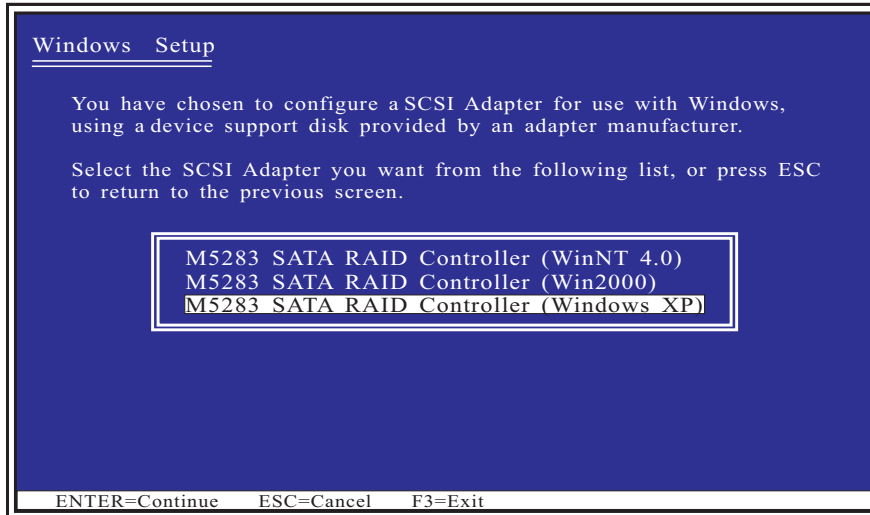 Windows Setup
You have chosen to configure a SCSI Adapter for use with Windows,
using a device support disk provided by an adapter manufacturer.
Select the SCSI Adapter you want from the following list, or press ESC
to return to the previous screen.
M5283 SATA RAID Controller (WinNT 4.0)
M5283 SATA RAID Controller (Win2000)
M5283 SATA RAID Controller (Windows XP)
ENTER=Continue ESC=Cancel F3=Exit